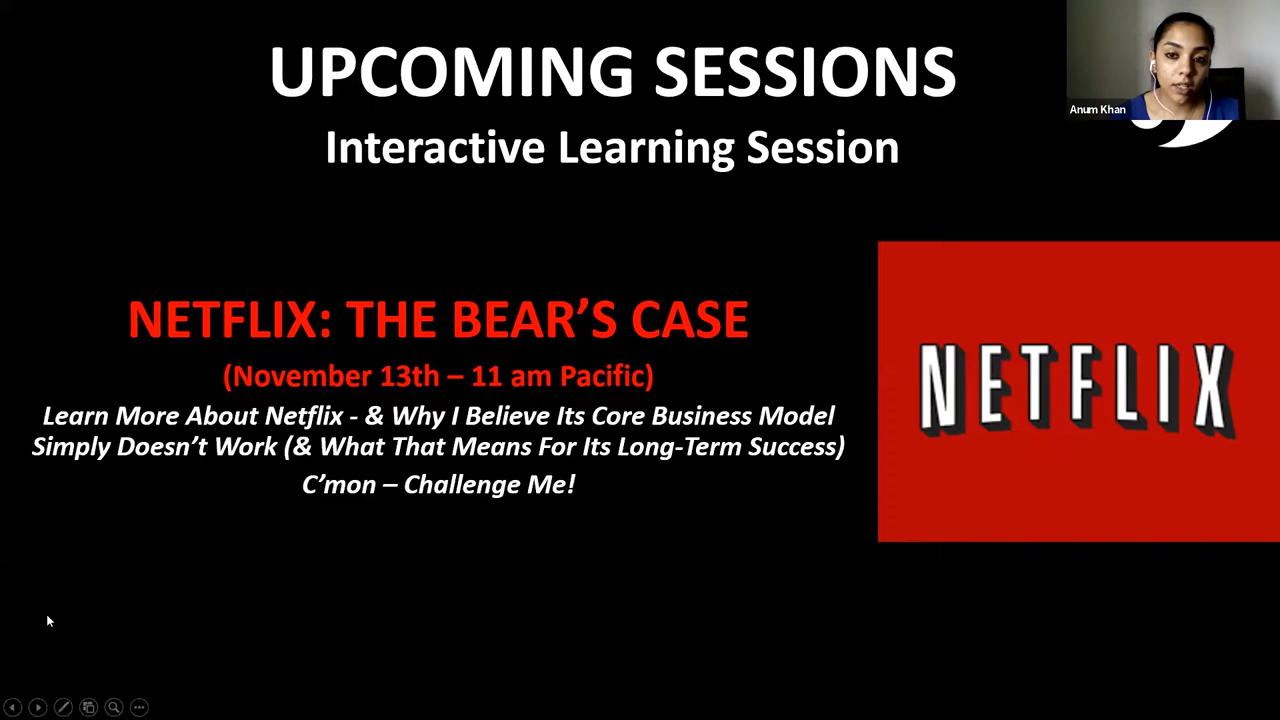 UPCOMING SESSIONS
Interactive Learning Session
Anum Khan
NETFLIX: THE BEAR’S CASE
(November 13th – 11 am Pacific)
Learn More About Netflix - & Why I Believe Its Core Business Model
Simply Doesn’t Work (& What That Means For Its Long-Term Success)
C’mon – Challenge Me!
NETFLIX